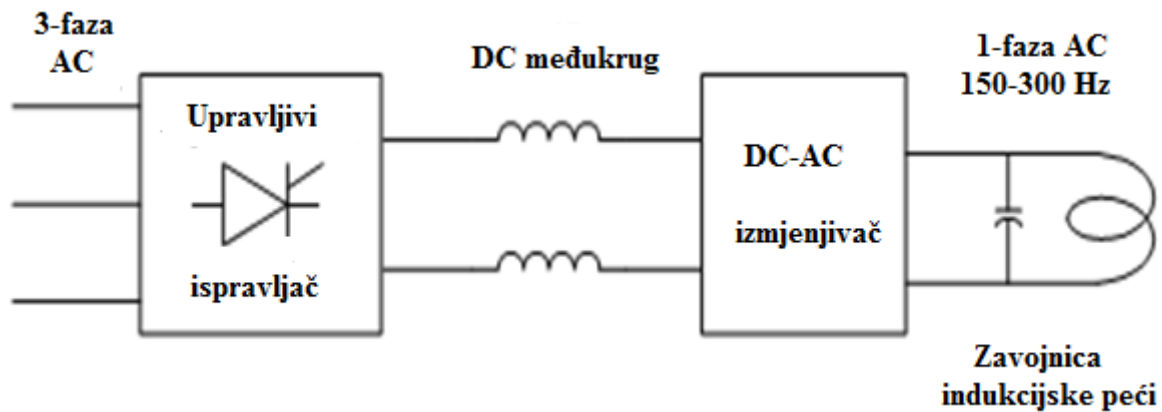 3-faza
AC
Upravljivi
ispravljač
DC međukrug
DC-AC
izmjenjivač
1-faza AC
150-300 Hz
Zavojnica
indukcijske peći